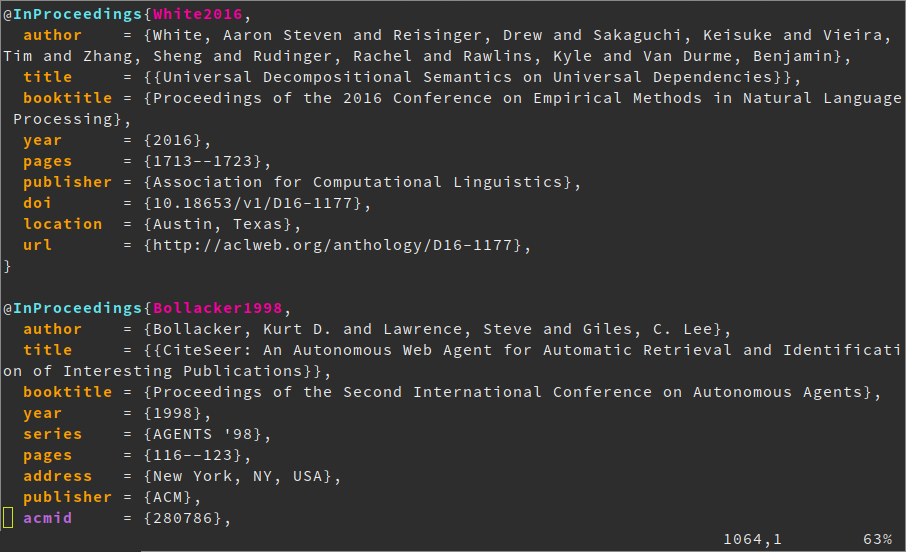 @InProceedings{White2016,
  author    = {White, Aaron Steven and Reisinger, Drew and Sakaguchi, Keisuke and Vieira,
Tim and Zhang, Sheng and Rudinger, Rachel and Rawlins, Kyle and Van Durme, Benjamin},
  title     = {{Universal Decompositional Semantics on Universal Dependencies}},
  booktitle = {Proceedings of the 2016 Conference on Empirical Methods in Natural Language
 Processing},
  year      = {2016},
  pages     = {1713--1723},
  publisher = {Association for Computational Linguistics},
  doi       = {10.18653/v1/D16-1177},
  location  = {Austin, Texas},
  url       = {http://aclweb.org/anthology/D16-1177},
}

@InProceedings{Bollacker1998,
  author    = {Bollacker, Kurt D. and Lawrence, Steve and Giles, C. Lee},
  title     = {{CiteSeer: An Autonomous Web Agent for Automatic Retrieval and Identificati
on of Interesting Publications}},
  booktitle = {Proceedings of the Second International Conference on Autonomous Agents},
  year      = {1998},
  series    = {AGENTS '98},
  pages     = {116--123},
  address   = {New York, NY, USA},
  publisher = {ACM},
  acmid     = {280786},
1064,1        63%